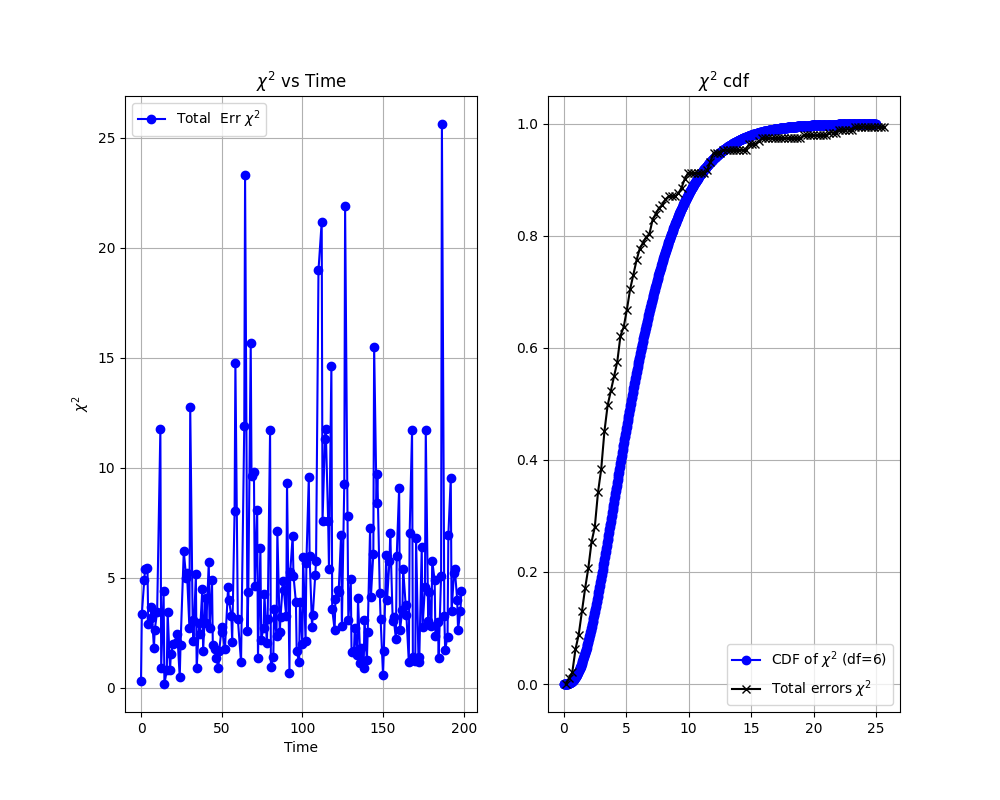 χ² vs Time
Total Err χ²
χ²
25
20
15
10
5
0
0 50 100 150 200
Time
χ² cdf
1.0
0.8
0.6
0.4
0.2
0.0
CDF of χ² (df=6)
Total errors χ²
0 5 10 15 20 25